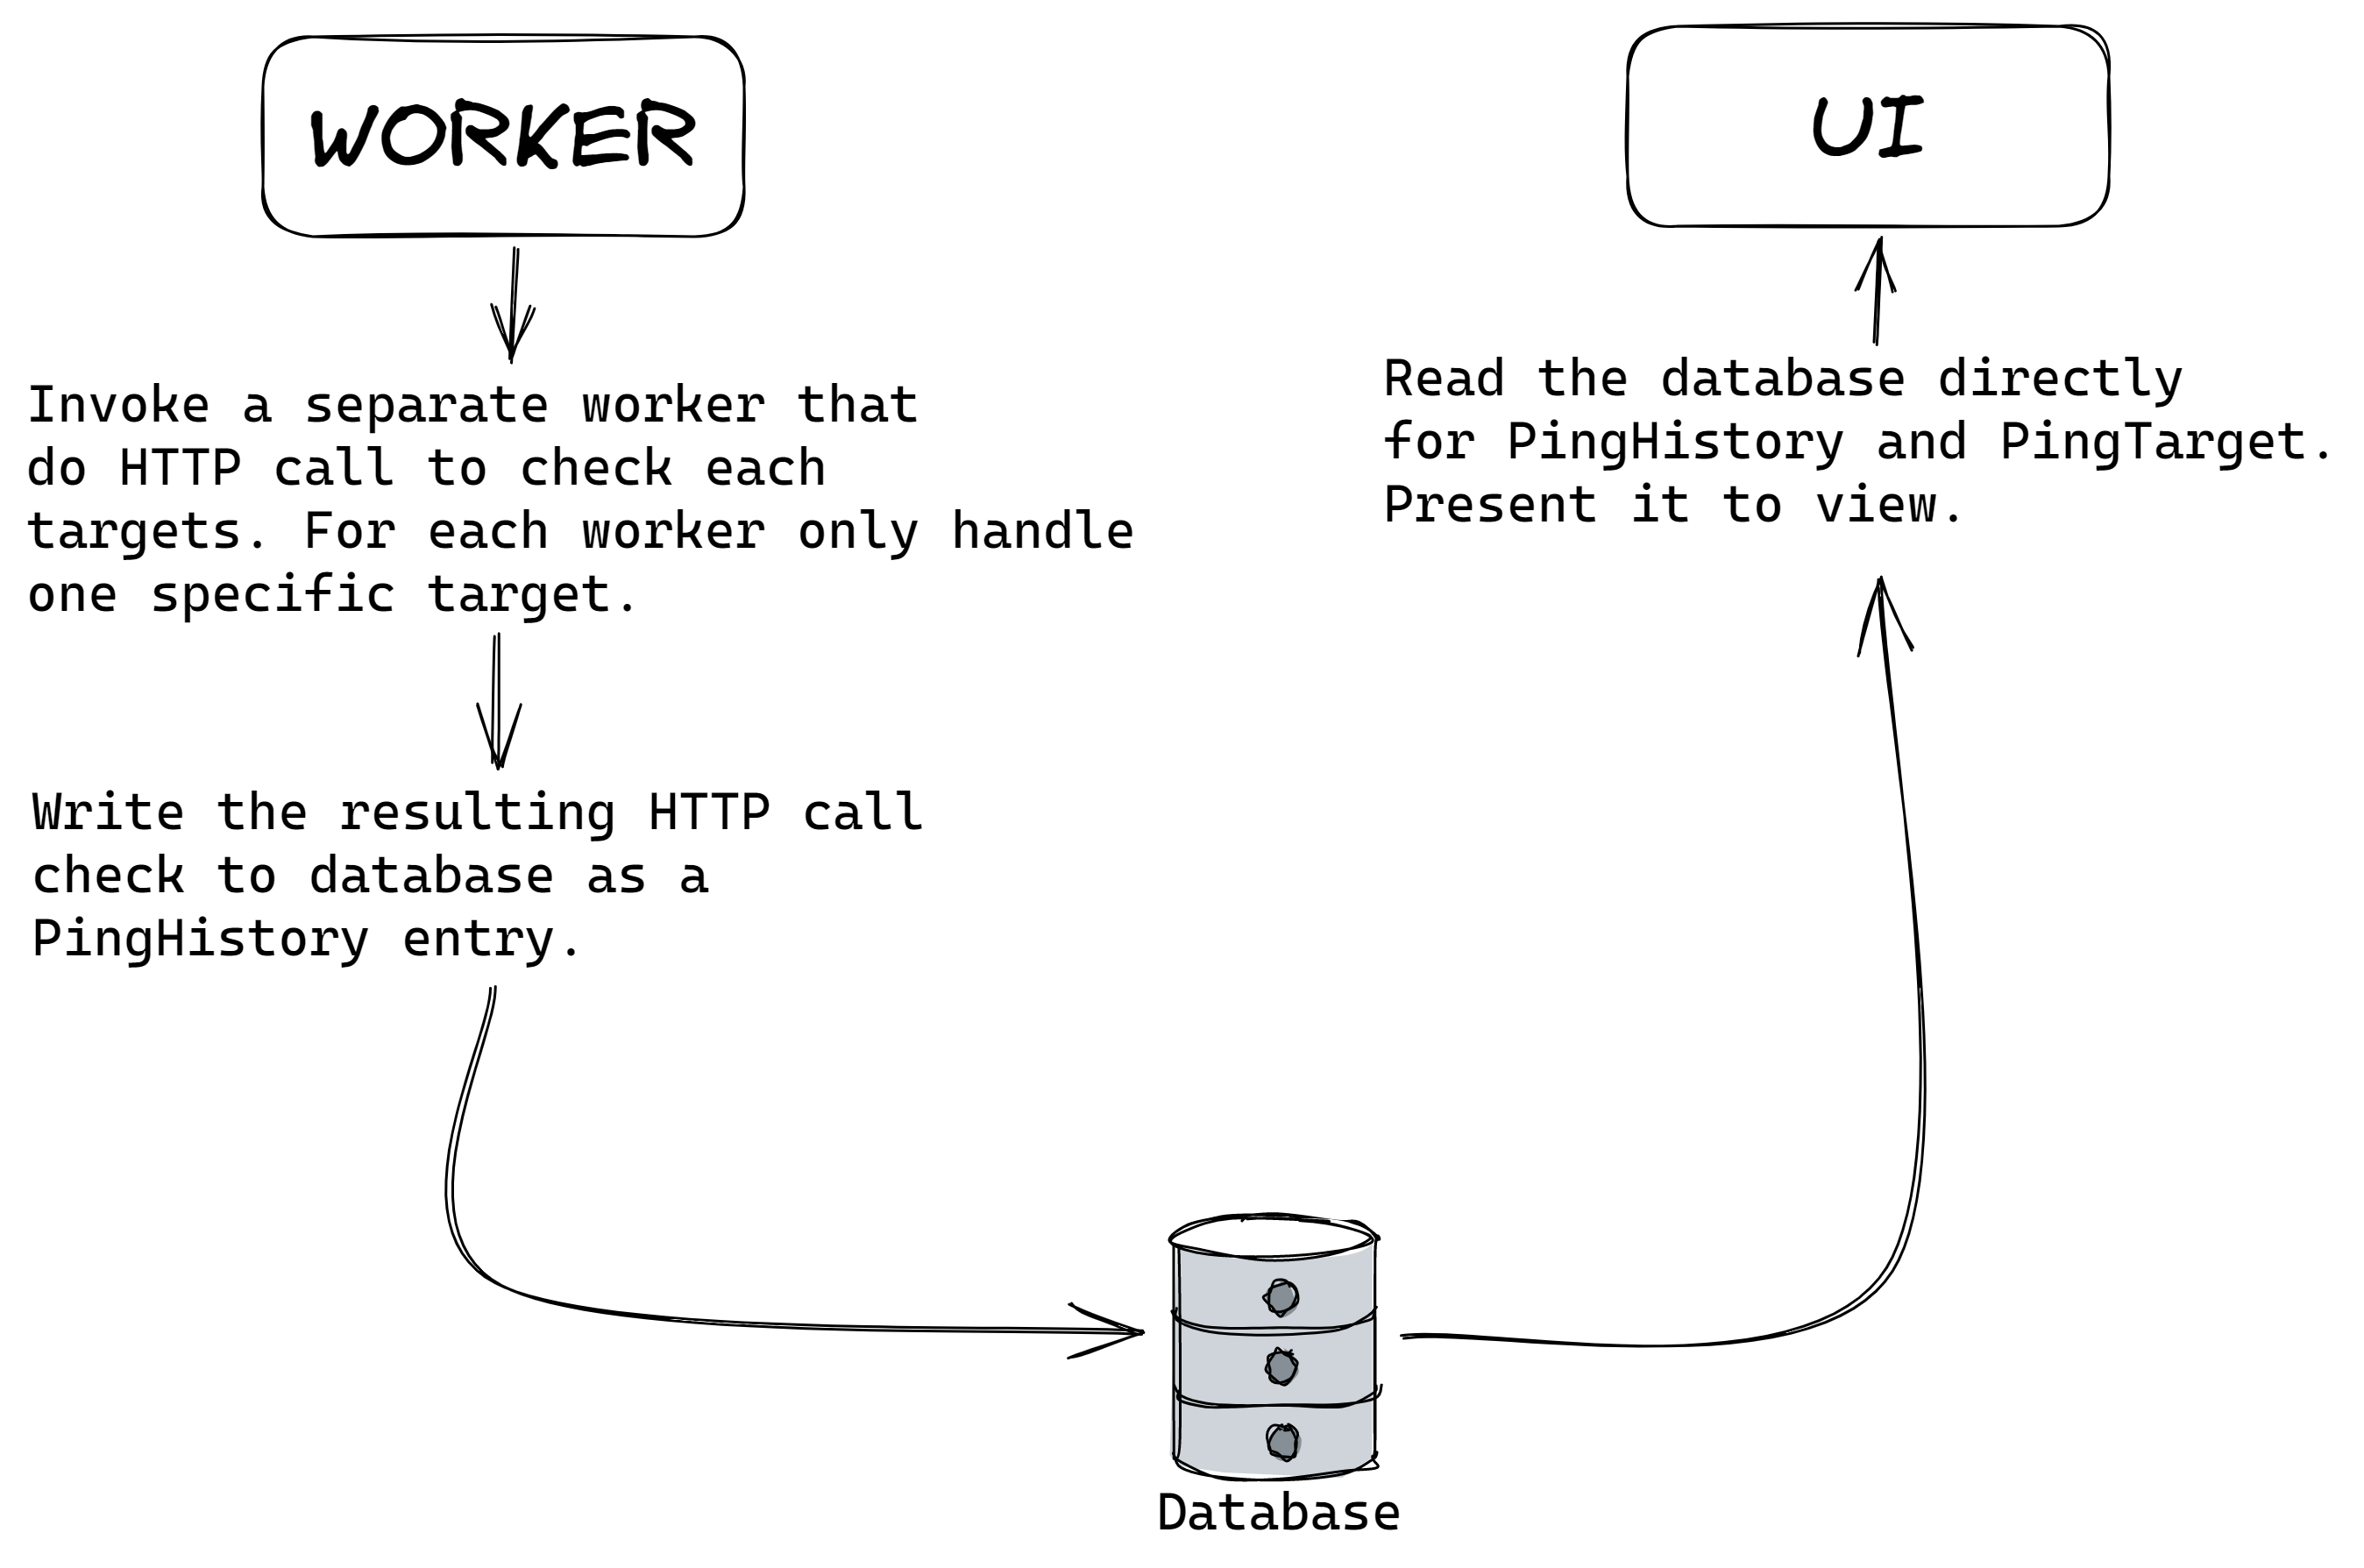 WORKER
Invoke a separate worker that
do HTTP call to check each
targets. For each worker only handle
one specific target.
Write the resulting HTTP call
check to database as a
PingHistory entry.
UI
Read the database directly
for PingHistory and PingTarget.
Present it to view.
Database